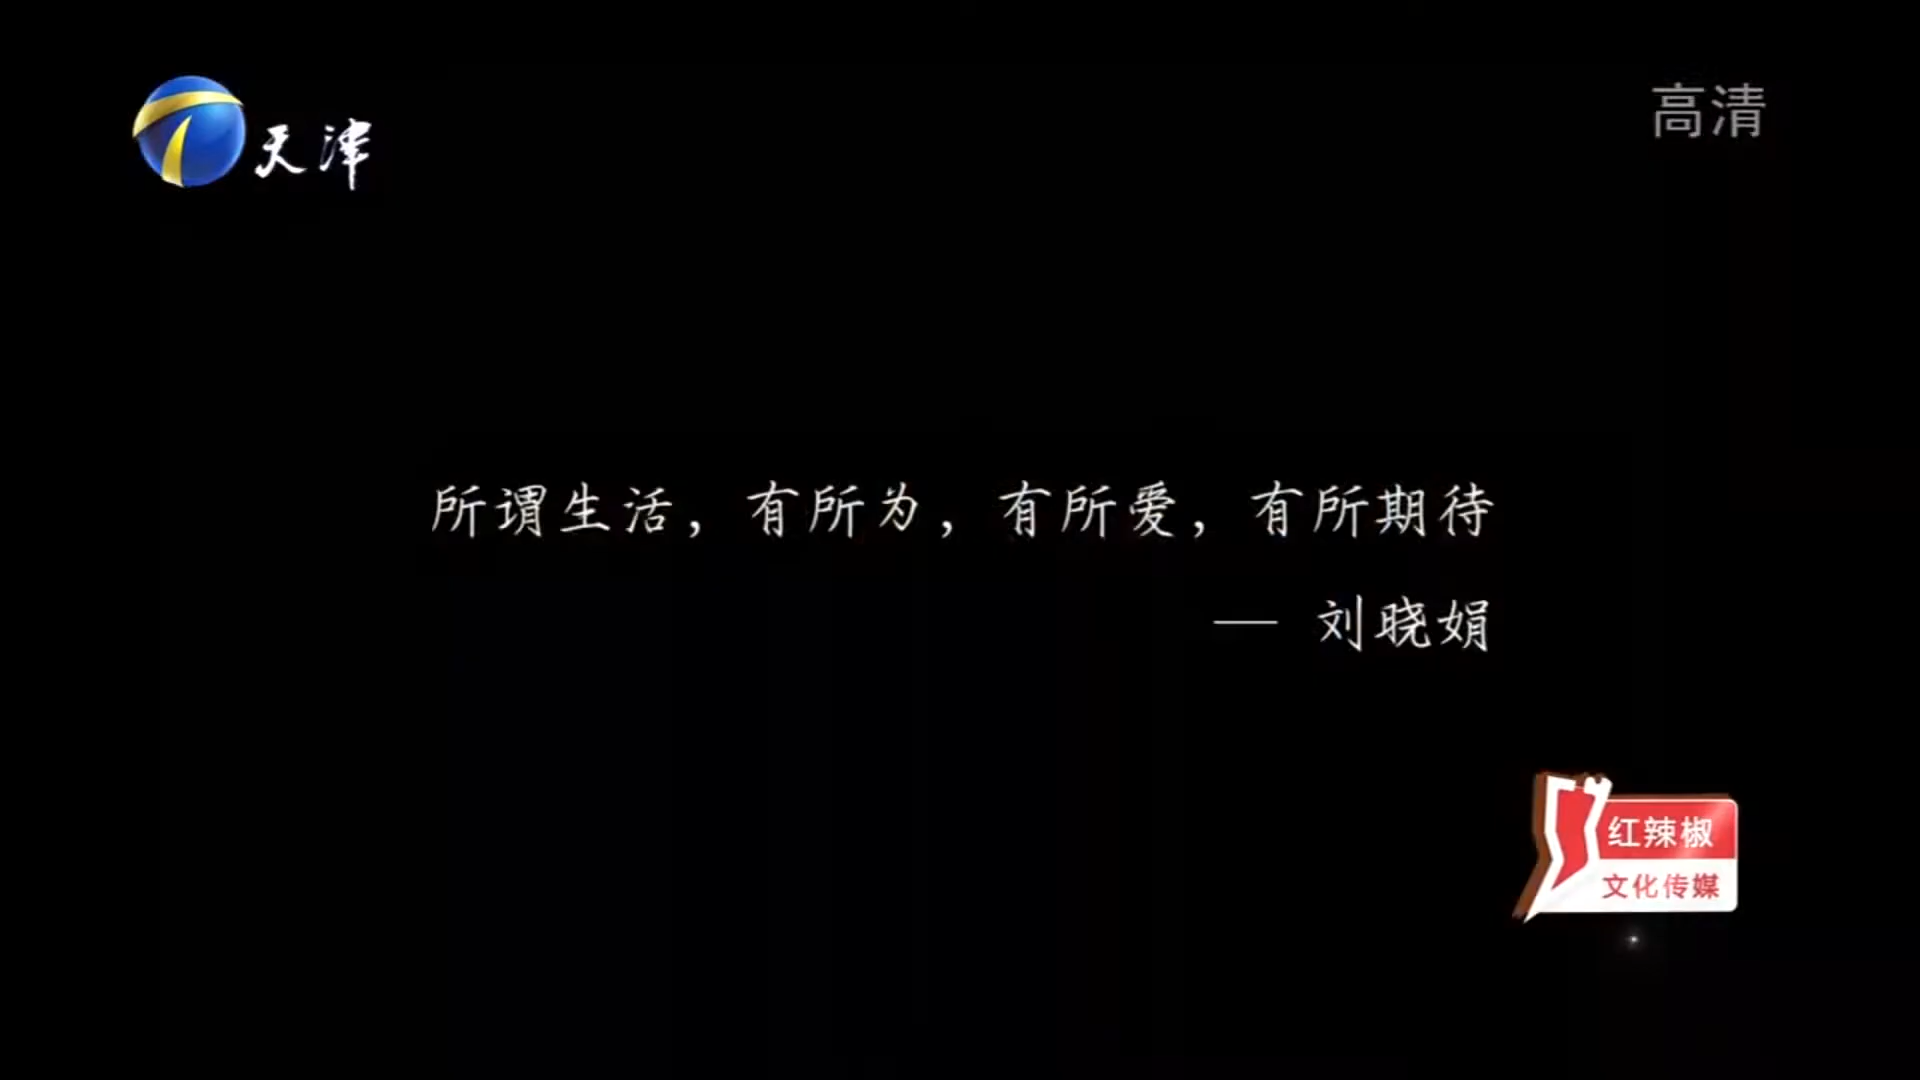 天津
高清
所谓生活，有所为，有所爱，有所期待
— 刘晓娟
红辣椒
文化传媒